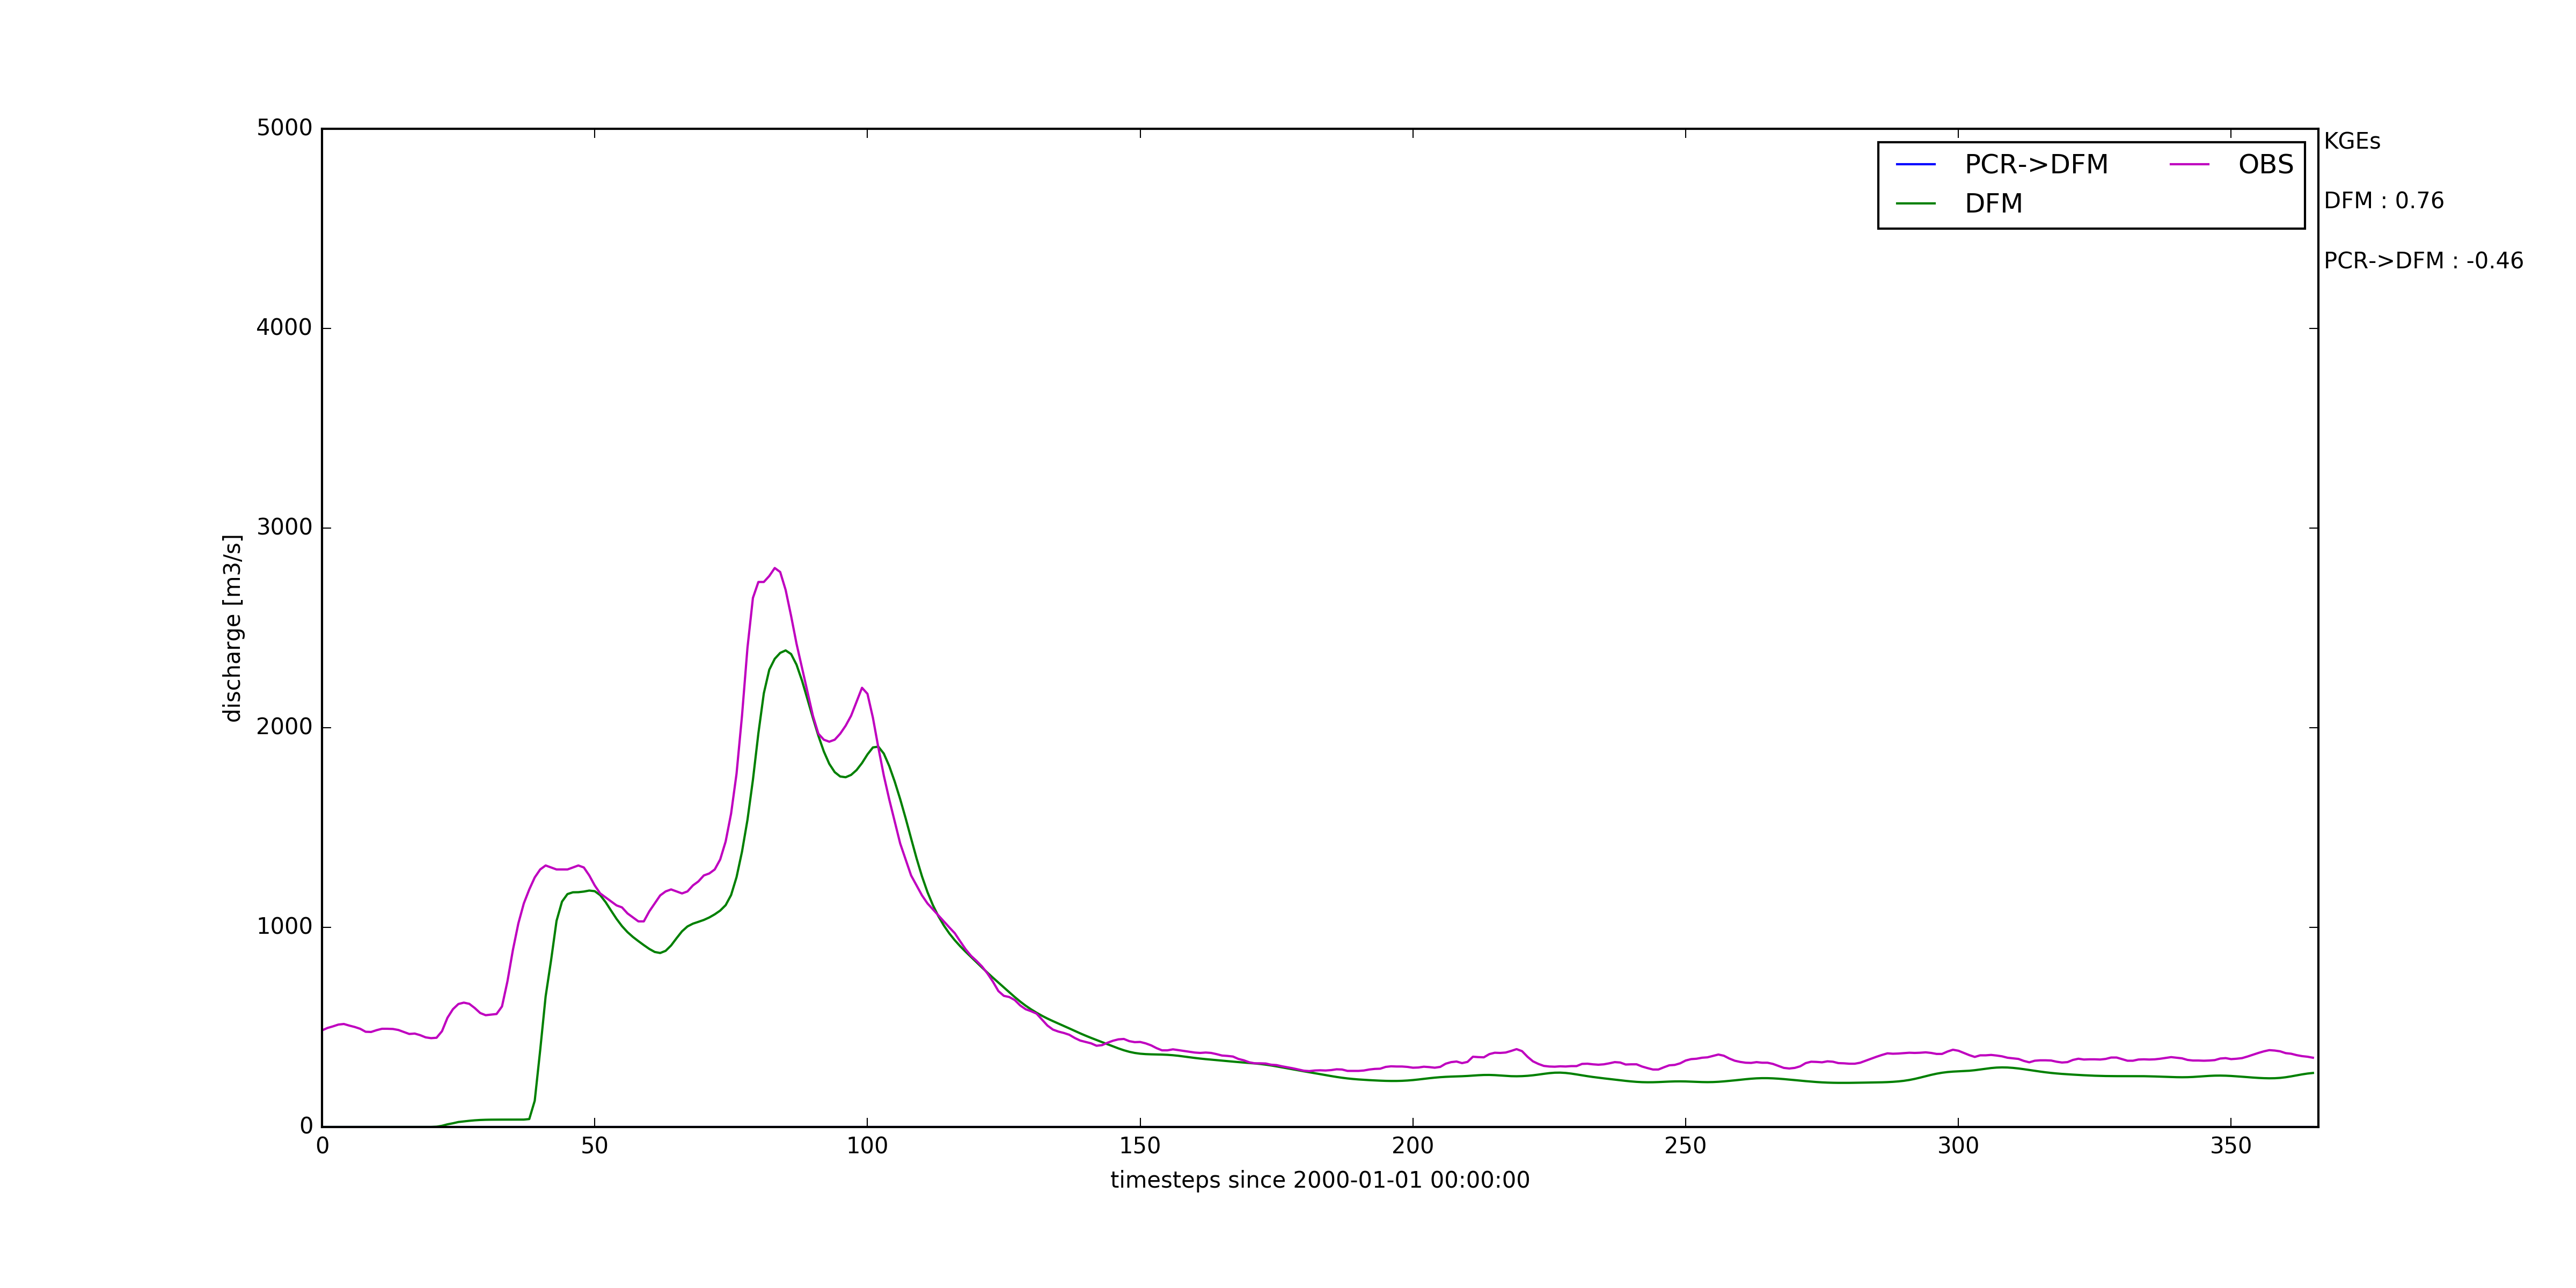 5000
4000
3000
2000
1000
0
discharge [m3/s]
0 50 100 150 200 250 300 350
timesteps since 2000-01-01 00:00:00
PCR->DFM OBS
DFM
KGEs
DFM : 0.76
PCR->DFM : -0.46